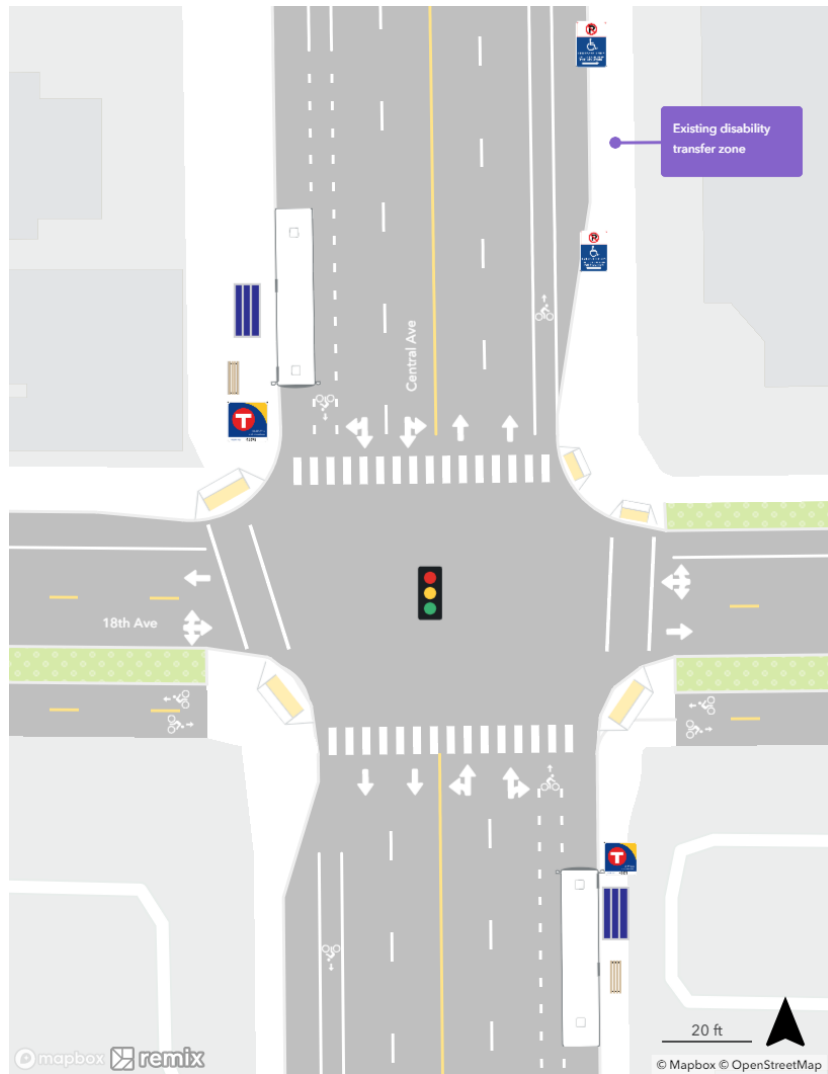 Existing disability
transfer zone
Central Ave
T
18th Ave
T
20 ft
mapbox remix
© Mapbox © OpenStreetMap